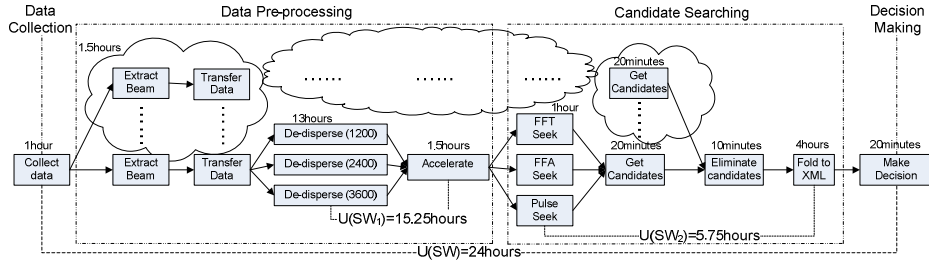 Data Collection
Data Pre-processing
Candidate Searching
Decision Making
1.5hours
Extract Beam
Transfer Data
......
......
......
20minutes
Get Candidates
1hour
Collect data
Extract Beam
Transfer Data
13hours
De-disperse (1200)
De-disperse (2400)
De-disperse (3600)
1.5hours
Accelerate
1hour
FFT Seek
FFA Seek
Pulse Seek
20minutes
Get Candidates
10minutes
Eliminate candidates
4hours
Fold to XML
20minutes
Make Decision
U(SW₁)=15.25hours
U(SW₂)=5.75hours
U(SW)=24hours